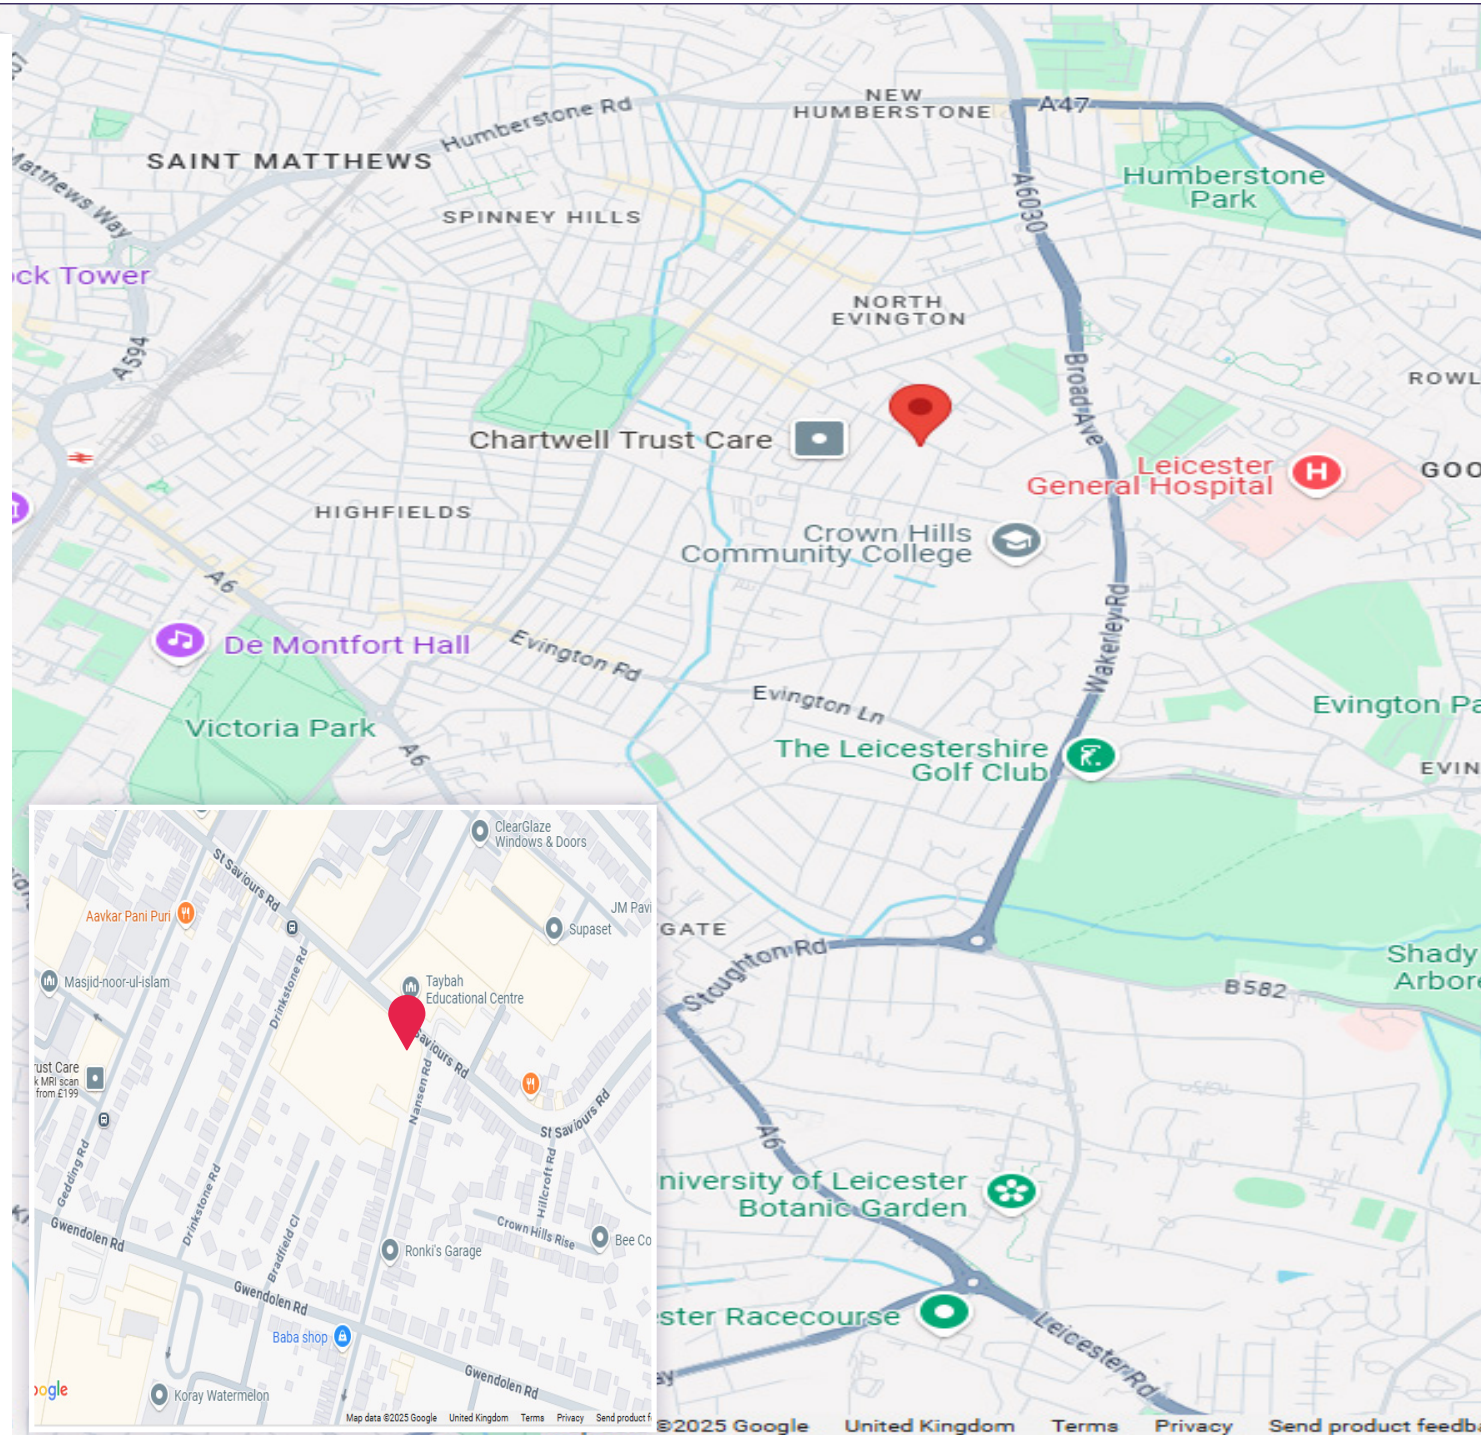 NEW
HUMBERSTONE
A47
Humberstone Rd
SAINT MATTHEWS
Matthews Way
Humberstone
Park
A6030
SPINNEY HILLS
ock Tower
NORTH
EVINGTON
A594
Broad Ave
ROWL
Chartwell Trust Care
Leicester
General Hospital
H
GOO
HIGHFIELDS
Crown Hills
Community College
A6
Wakerley Rd
De Montfort Hall
Evington Rd
Evington Ln
Evington Pa
Victoria Park
A6
The Leicestershire
Golf Club
EVIN
GATE
Stoughton Rd
Shady
Arbore
B582
A6
niversity of Leicester
Botanic Garden
ster Racecourse
Leicester Rd
ay
©2025 Google
United Kingdom
Terms
Privacy
Send product feedba
ClearGlaze
Windows & Doors
St Saviours Rd
Aavkar Pani Puri
JM Pavi
Supaset
Masjid-noor-ul-islam
Drinkstone Rd
Taybah
Educational Centre
Saviours Rd
rust Care
k MRI scan
from £199
Nansen Rd
St Saviours Rd
Gedding Rd
Drinkstone Rd
Hillcroft Rd
Bradfield Cl
Crown Hills Rise
Gwendolen Rd
Ronki's Garage
Bee Co
Gwendolen Rd
Baba shop
Gwendolen Rd
oogle
Koray Watermelon
Map data ©2025 Google
United Kingdom
Terms
Privacy
Send product f